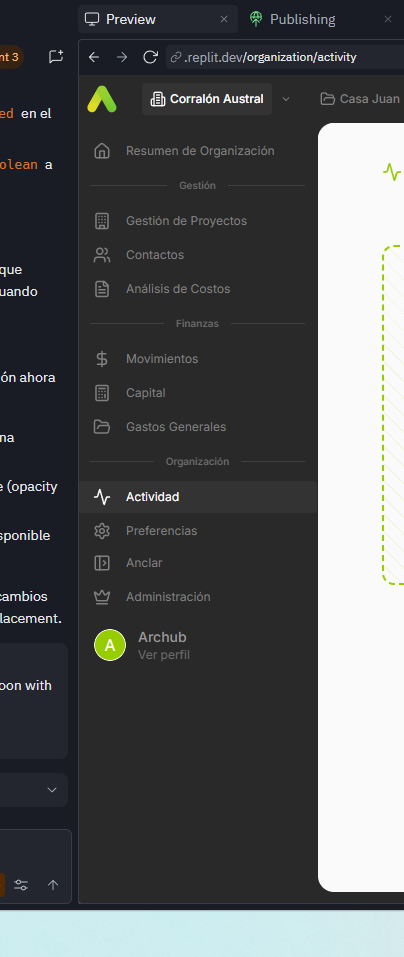 Preview
Publishing
nt 3
.replit.dev/organization/activity
ed en el
Corralón Austral
Casa Juan
olean a
Resumen de Organización
Gestión
Gestión de Proyectos
Contactos
que
uando
Análisis de Costos
Finanzas
Movimientos
ón ahora
Capital
Gastos Generales
na
Organización
e (opacity
Actividad
Preferencias
sponible
Anclar
cambios
Administración
lacement.
A
Archub
Ver perfil
oon with